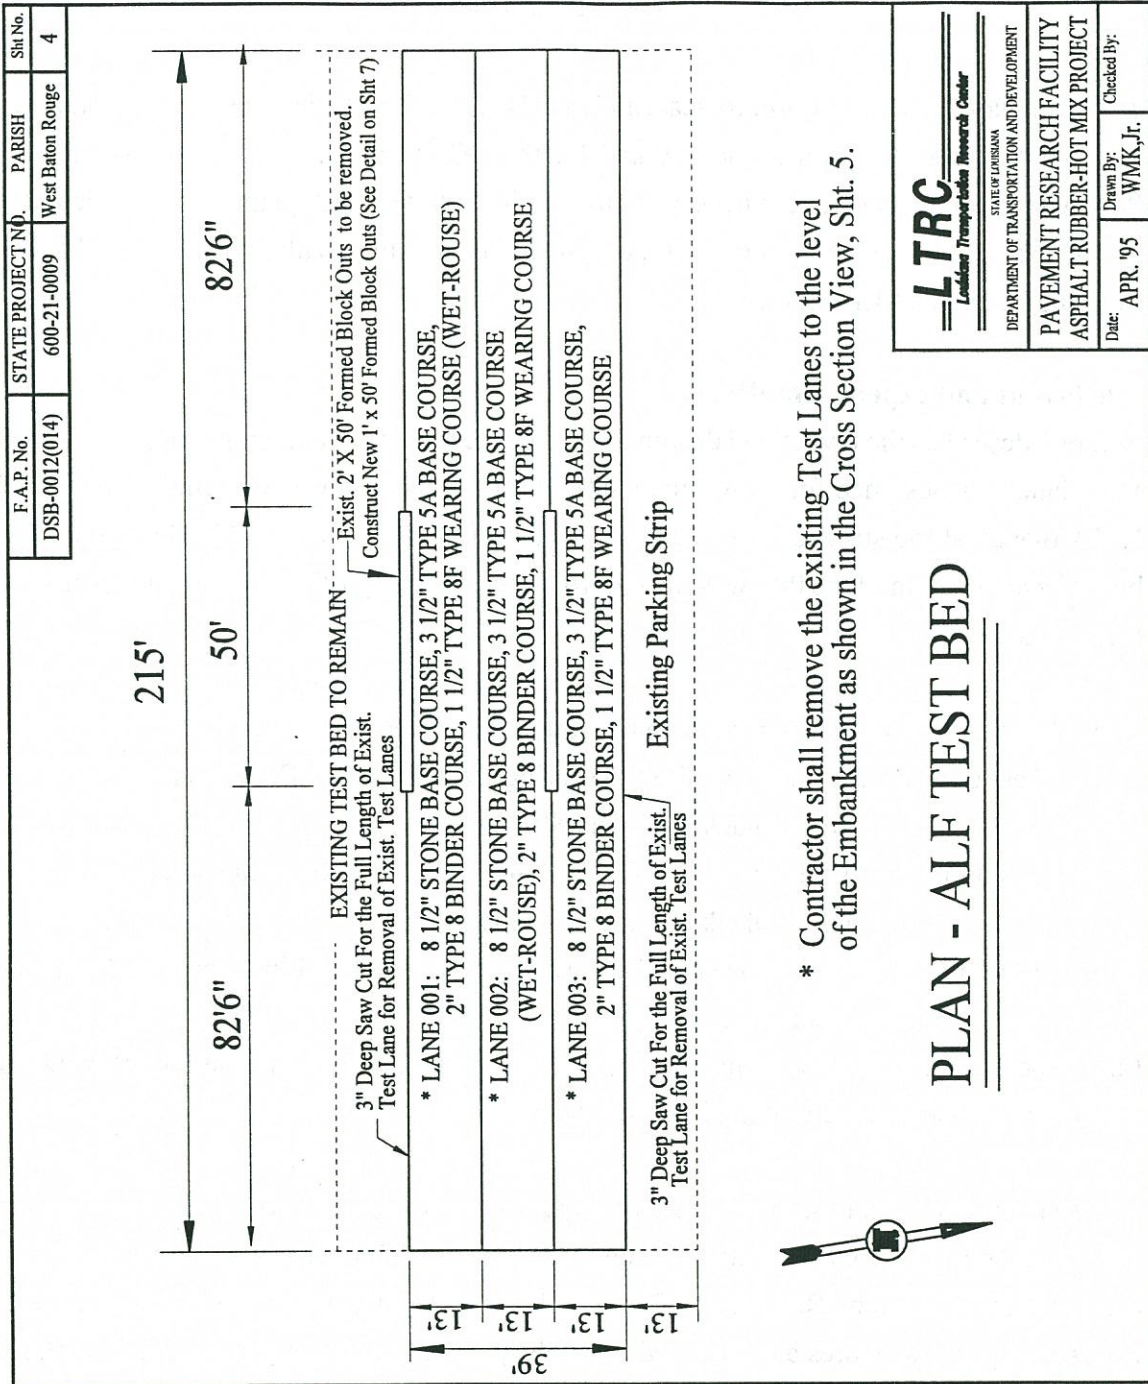 F.A.P. No.
STATE PROJECT NO.
PARISH
Sht No.
DSB-0012(014)
600-21-0009
West Baton Rouge
4
215'
82'6"
50'
82'6"
EXISTING TEST BED TO REMAIN
3" Deep Saw Cut For the Full Length of Exist.
Test Lane for Removal of Exist. Test Lanes
Exist. 2' X 50' Formed Block Outs to be removed.
Construct New 1' x 50' Formed Block Outs (See Detail on Sht 7)
* LANE 001: 8 1/2" STONE BASE COURSE, 3 1/2" TYPE 5A BASE COURSE,
2" TYPE 8 BINDER COURSE, 1 1/2" TYPE 8F WEARING COURSE (WET-ROUSE)
* LANE 002: 8 1/2" STONE BASE COURSE, 3 1/2" TYPE 5A BASE COURSE
(WET-ROUSE), 2" TYPE 8 BINDER COURSE, 1 1/2" TYPE 8F WEARING COURSE
* LANE 003: 8 1/2" STONE BASE COURSE, 3 1/2" TYPE 5A BASE COURSE,
2" TYPE 8 BINDER COURSE, 1 1/2" TYPE 8F WEARING COURSE
13'
13'
13'
13'
39'
3" Deep Saw Cut For the Full Length of Exist.
Test Lane for Removal of Exist. Test Lanes
Existing Parking Strip
* Contractor shall remove the existing Test Lanes to the level
of the Embankment as shown in the Cross Section View, Sht. 5.
PLAN - ALF TEST BED
LTRC
Louisiana Transportation Research Center
STATE OF LOUISIANA
DEPARTMENT OF TRANSPORTATION AND DEVELOPMENT
PAVEMENT RESEARCH FACILITY
ASPHALT RUBBER-HOT MIX PROJECT
Date:
APR. '95
Drawn By:
WMK,Jr.
Checked By: